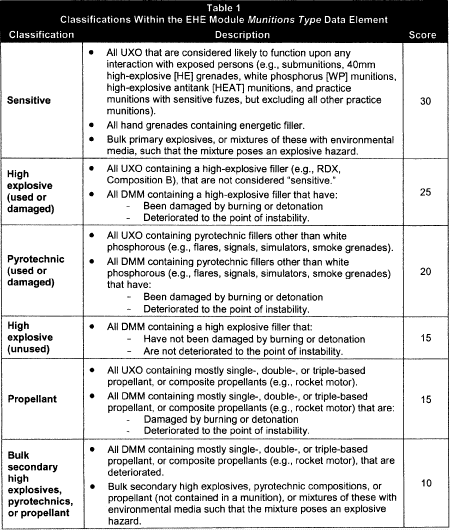 Table 1
Classifications Within the EHE Module Munitions Type Data Element
Classification
Description
Score
Sensitive
• All UXO that are considered likely to function upon any
interaction with exposed persons (e.g., submunitions, 40mm
high-explosive [HE] grenades, white phosphorus [WP] munitions,
high-explosive antitank [HEAT] munitions, and practice
munitions with sensitive fuzes, but excluding all other practice
munitions).
• All hand grenades containing energetic filler.
• Bulk primary explosives, or mixtures of these with environmental
media, such that the mixture poses an explosive hazard.
30
High
explosive
(used or
damaged)
• All UXO containing a high-explosive filler (e.g., RDX,
Composition B), that are not considered "sensitive."
• All DMM containing a high-explosive filler that have:
- Been damaged by burning or detonation
- Deteriorated to the point of instability.
25
Pyrotechnic
(used or
damaged)
• All UXO containing pyrotechnic fillers other than white
phosphorous (e.g., flares, signals, simulators, smoke grenades).
• All DMM containing pyrotechnic fillers other than white
phosphorous (e.g., flares, signals, simulators, smoke grenades)
that have:
- Been damaged by burning or detonation
- Deteriorated to the point of instability.
20
High
explosive
(unused)
• All DMM containing a high explosive filler that:
- Have not been damaged by burning or detonation
- Are not deteriorated to the point of instability.
15
Propellant
• All UXO containing mostly single-, double-, or triple-based
propellant, or composite propellants (e.g., rocket motor).
• All DMM containing mostly single-, double-, or triple-based
propellant, or composite propellants (e.g., rocket motor) that are:
- Damaged by burning or detonation
- Deteriorated to the point of instability.
15
Bulk
secondary
high
explosives,
pyrotechnics,
or propellant
• All DMM containing mostly single-, double-, or triple-based
propellant, or composite propellants (e.g., rocket motor), that are
deteriorated.
• Bulk secondary high explosives, pyrotechnic compositions, or
propellant (not contained in a munition), or mixtures of these with
environmental media such that the mixture poses an explosive
hazard.
10